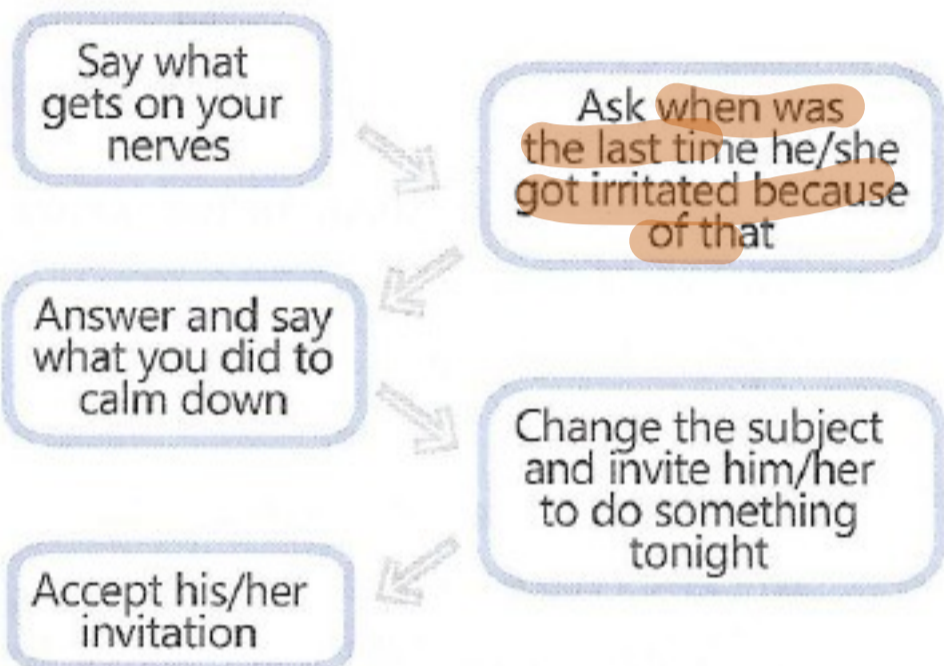 Say what
gets on your
nerves
Ask when was
the last time he/she
got irritated because
of that
Answer and say
what you did to
calm down
Change the subject
and invite him/her
to do something
tonight
Accept his/her
invitation